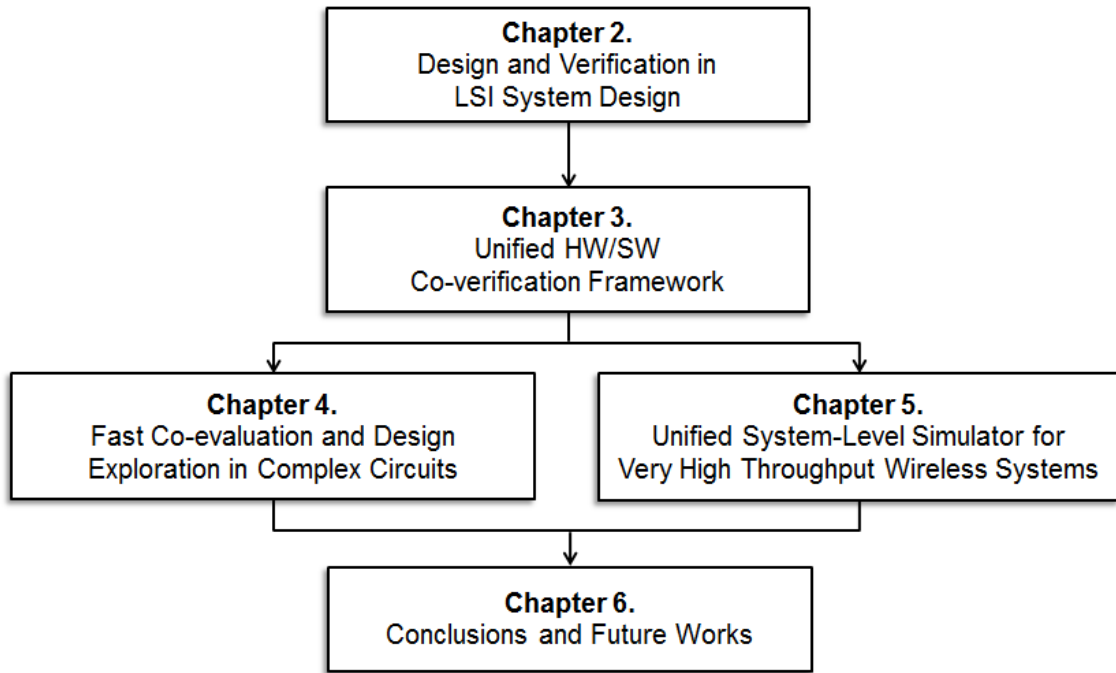 Chapter 2.
Design and Verification in
LSI System Design
Chapter 3.
Unified HW/SW
Co-verification Framework
Chapter 4.
Fast Co-evaluation and Design
Exploration in Complex Circuits
Chapter 5.
Unified System-Level Simulator for
Very High Throughput Wireless Systems
Chapter 6.
Conclusions and Future Works